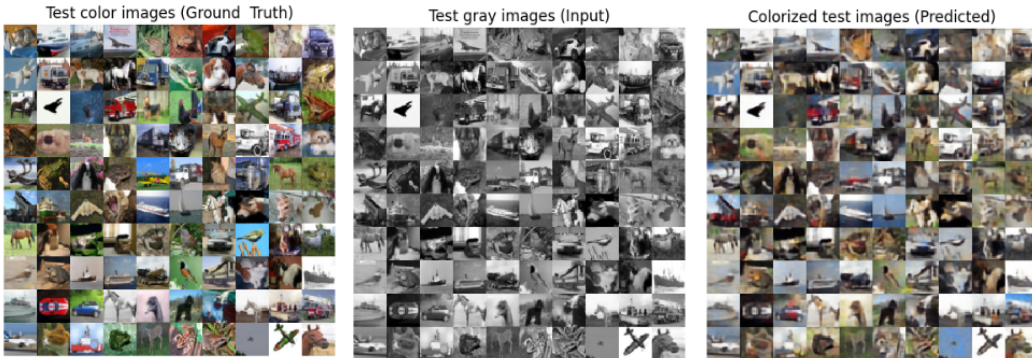 Test color images (Ground Truth)
Test gray images (Input)
Colorized test images (Predicted)